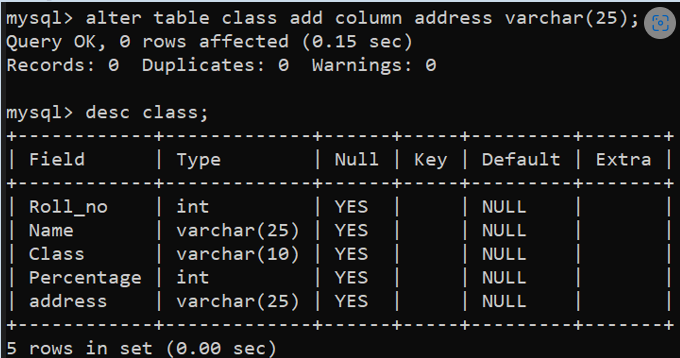 mysql> alter table class add column address varchar(25);
Query OK, 0 rows affected (0.15 sec)
Records: 0  Duplicates: 0  Warnings: 0

mysql> desc class;
+------------+-------------+------+-----+---------+-------+
| Field      | Type        | Null | Key | Default | Extra |
+------------+-------------+------+-----+---------+-------+
| Roll_no    | int         | YES  |     | NULL    |       |
| Name       | varchar(25) | YES  |     | NULL    |       |
| Class      | varchar(10) | YES  |     | NULL    |       |
| Percentage | int         | YES  |     | NULL    |       |
| address    | varchar(25) | YES  |     | NULL    |       |
+------------+-------------+------+-----+---------+-------+
5 rows in set (0.00 sec)